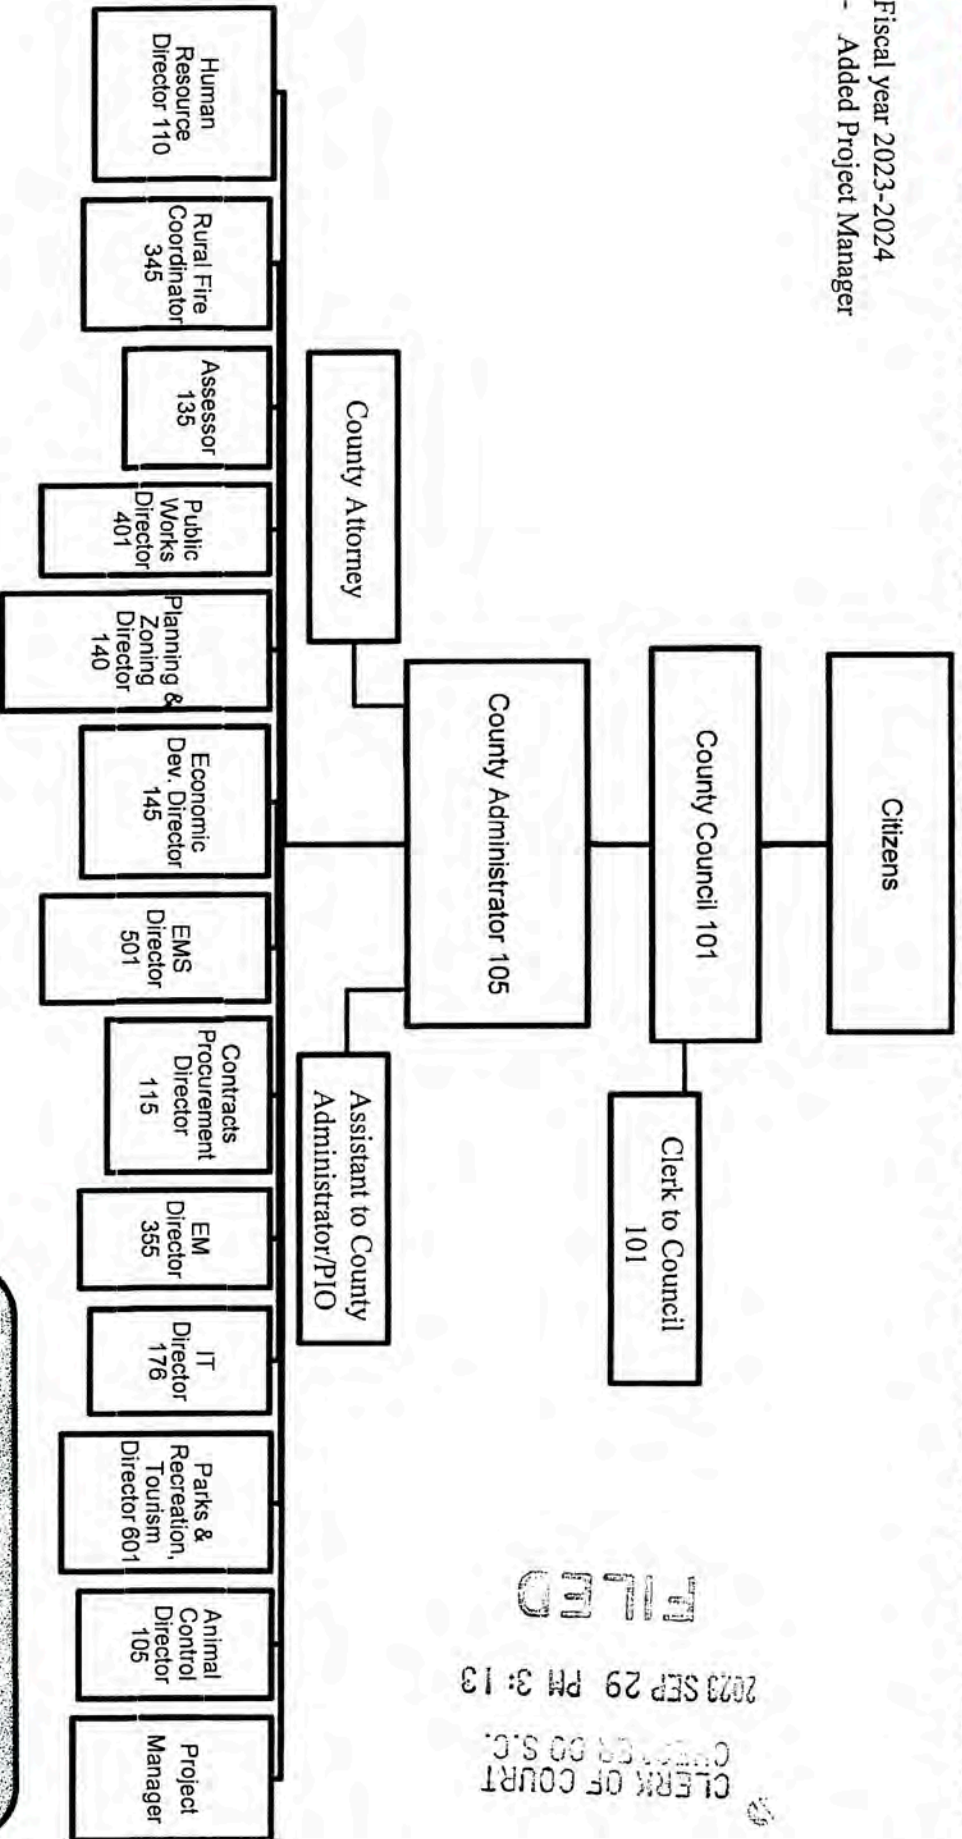 Fiscal year 2023-2024
- Added Project Manager
Citizens
County Council 101
Clerk to Council
101
County Administrator 105
County Attorney
Assistant to County
Administrator/PIO
Human
Resource
Director 110
Rural Fire
Coordinator
345
Assessor
135
Public
Works
Director
401
Planning &
Zoning
Director
140
Economic
Dev. Director
145
EMS
Director
501
Contracts
Procurement
Director
115
EM
Director
355
IT
Director
176
Parks &
Recreation,
Tourism
Director 601
Animal
Control
Director
105
Project
Manager
FILED
2023 SEP 29 PM 3:13
CO S.C.
CLERK OF COURT